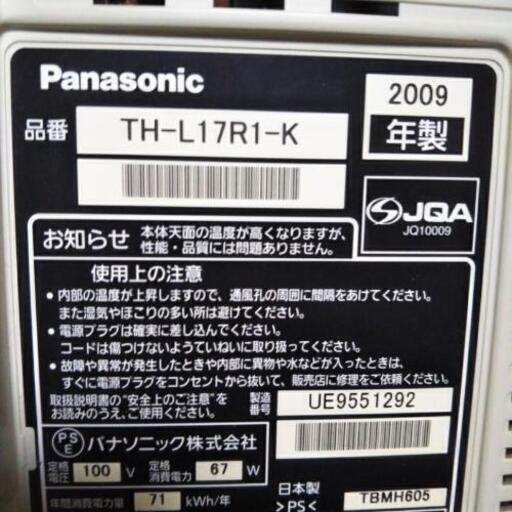 Panasonic
2009
年製
品番
TH-L17R1-K
JQA
JQ10009
お知らせ
本体天面の温度が高くなりますが、
性能・品質には問題ありません。
使用上の注意
• 内部の温度が上昇しますので、通風孔の周囲に間隔をあけてください。
また湿気やほこりの多い所は避けてください。
• 電源プラグは確実に差し込んでください。
コードは傷つけないようていねいに取り扱ってください。
• 故障や異常が発生したときや内部に異物や水などが入ったときは、
すぐに電源プラグをコンセントから抜いて、販売店に修理をご依頼ください。
取扱説明書の"安全上のご注意"を
お読みのうえ、ご使用ください。
製造
番号
UE9551292
PSE
パナソニック株式会社
定格
電圧
100
V
定格
消費電力
67
W
年間消費電力量
71
kWh/年
日本製
>PS<
TBMH605